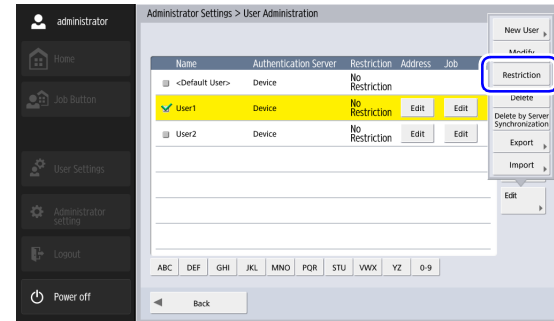 administrator
Home
Job Button
User Settings
Administrator
setting
Logout
Power off
Administrator Settings > User Administration
Name Authentication Server Restriction Address Job
<Default User> Device No
Restriction
User1 Device No
Restriction Edit Edit
User2 Device No
Restriction Edit Edit
ABC DEF GHI JKL MNO PQR STU VWX YZ 0-9
Back
New User
Modify
Restriction
Delete
Delete by Server
Synchronization
Export
Import
Edit